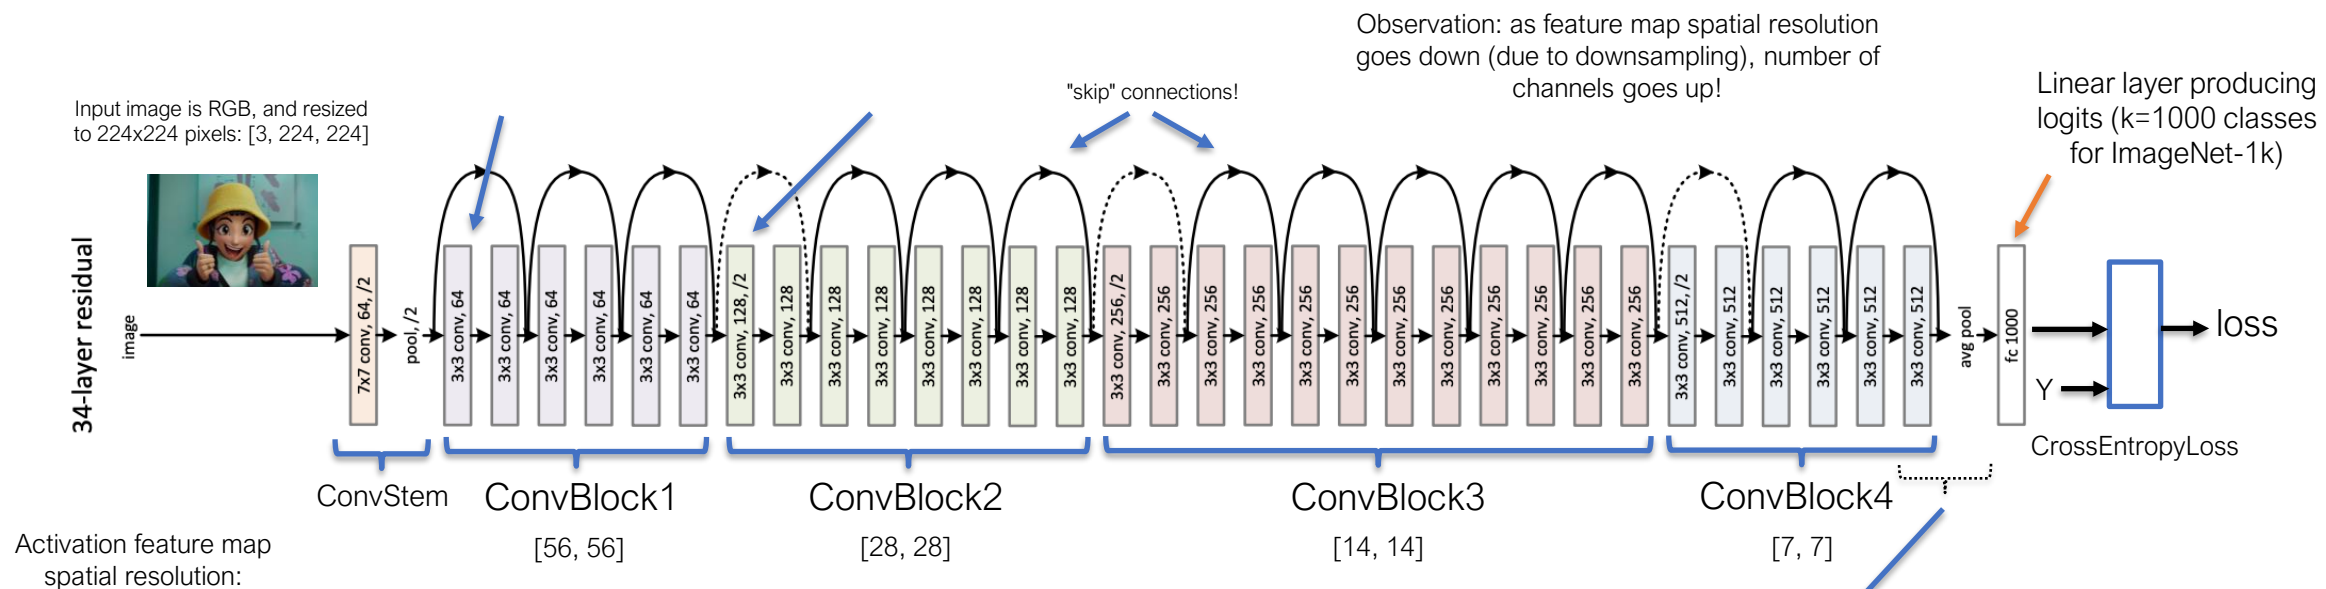 Observation: as feature map spatial resolution
goes down (due to downsampling), number of
channels goes up!
Input image is RGB, and resized
to 224x224 pixels: [3, 224, 224]
"skip" connections!
Linear layer producing
logits (k=1000 classes
for ImageNet-1k)
34-layer residual
image
7x7 conv, 64, /2
pool, /2
3x3 conv, 64
3x3 conv, 64
3x3 conv, 64
3x3 conv, 64
3x3 conv, 64
3x3 conv, 64
3x3 conv, 128, /2
3x3 conv, 128
3x3 conv, 128
3x3 conv, 128
3x3 conv, 128
3x3 conv, 128
3x3 conv, 128
3x3 conv, 128
3x3 conv, 256, /2
3x3 conv, 256
3x3 conv, 256
3x3 conv, 256
3x3 conv, 256
3x3 conv, 256
3x3 conv, 256
3x3 conv, 256
3x3 conv, 256
3x3 conv, 256
3x3 conv, 256
3x3 conv, 256
3x3 conv, 512, /2
3x3 conv, 512
3x3 conv, 512
3x3 conv, 512
3x3 conv, 512
3x3 conv, 512
avg pool
fc 1000
loss
Y
CrossEntropyLoss
ConvStem
ConvBlock1
ConvBlock2
ConvBlock3
ConvBlock4
Activation feature map
spatial resolution:
[56, 56]
[28, 28]
[14, 14]
[7, 7]